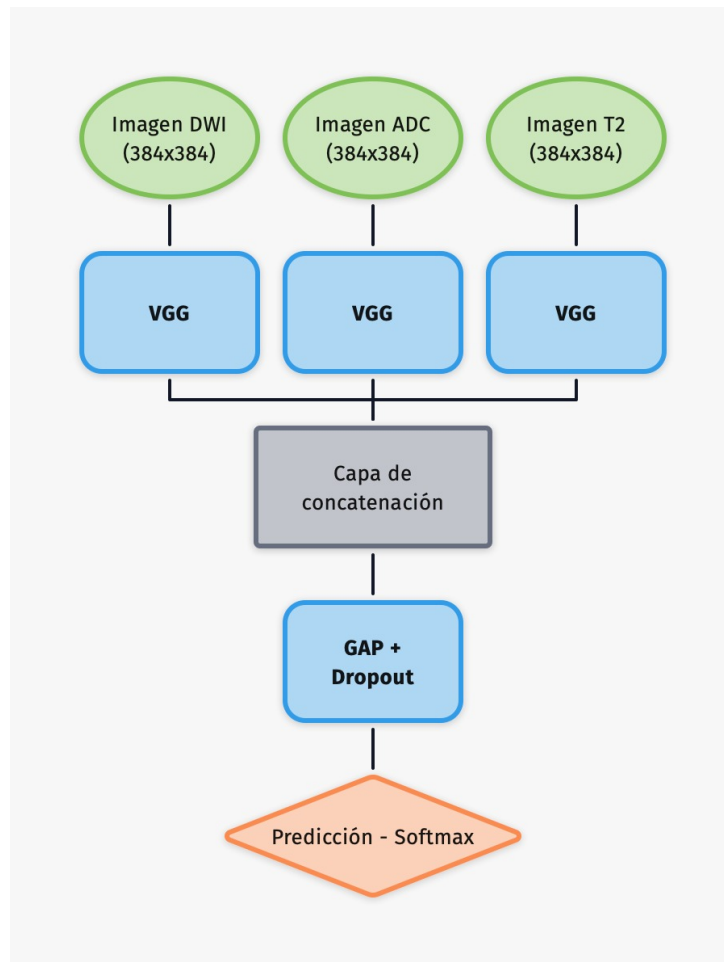 Imagen DWI
(384x384)
Imagen ADC
(384x384)
Imagen T2
(384x384)
VGG
VGG
VGG
Capa de
concatenación
GAP +
Dropout
Predicción - Softmax